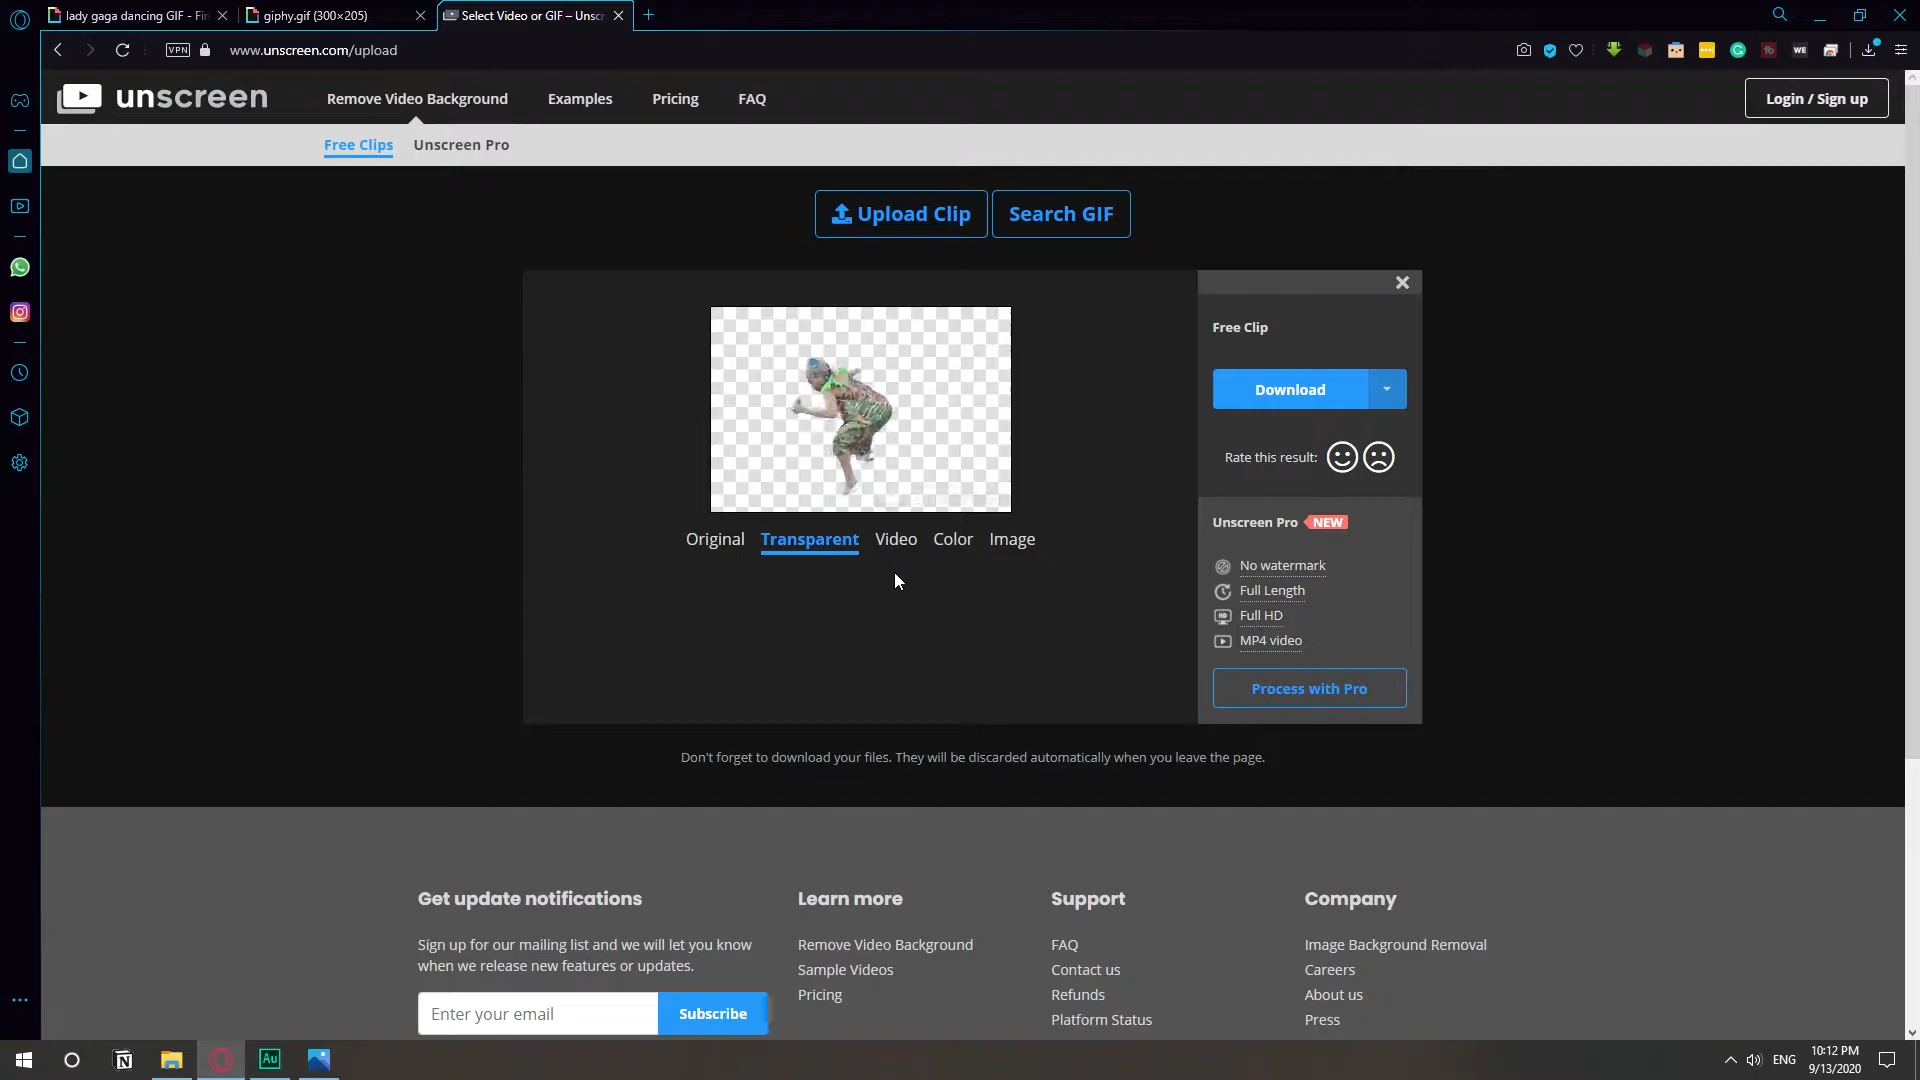 lady gaga dancing GIF - Fi
giphy.gif (300×205)
Select Video or GIF – Unsc
VPN
www.unscreen.com/upload
WE
unscreen
Remove Video Background
Examples
Pricing
FAQ
Login / Sign up
Free Clips
Unscreen Pro
Upload Clip
Search GIF
Free Clip
Download
Rate this result:
Original
Transparent
Video
Color
Image
Unscreen Pro NEW
No watermark
Full Length
HD
Full HD
MP4 video
Process with Pro
Don't forget to download your files. They will be discarded automatically when you leave the page.
Get update notifications
Sign up for our mailing list and we will let you know
when we release new features or updates.
Enter your email
Subscribe
Learn more
Remove Video Background
Sample Videos
Pricing
Support
FAQ
Contact us
Refunds
Platform Status
Company
Image Background Removal
Careers
About us
Press
N
Au
ENG
10:12 PM
9/13/2020